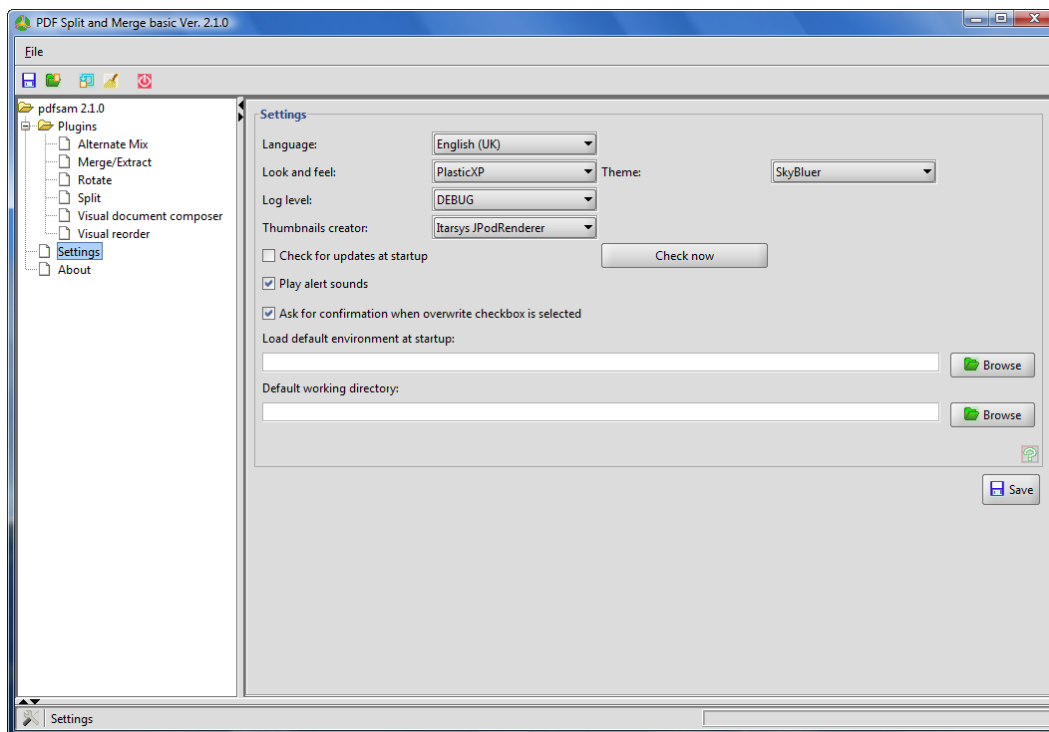 PDF Split and Merge basic Ver. 2.1.0
File
pdfsam 2.1.0
Plugins
Alternate Mix
Merge/Extract
Rotate
Split
Visual document composer
Visual reorder
Settings
About
Settings
Language: English (UK)
Look and feel: PlasticXP Theme: SkyBluer
Log level: DEBUG
Thumbnails creator: Itarsys JPodRenderer
Check for updates at startup Check now
Play alert sounds
Ask for confirmation when overwrite checkbox is selected
Load default environment at startup:
Browse
Default working directory:
Browse
Save
Settings